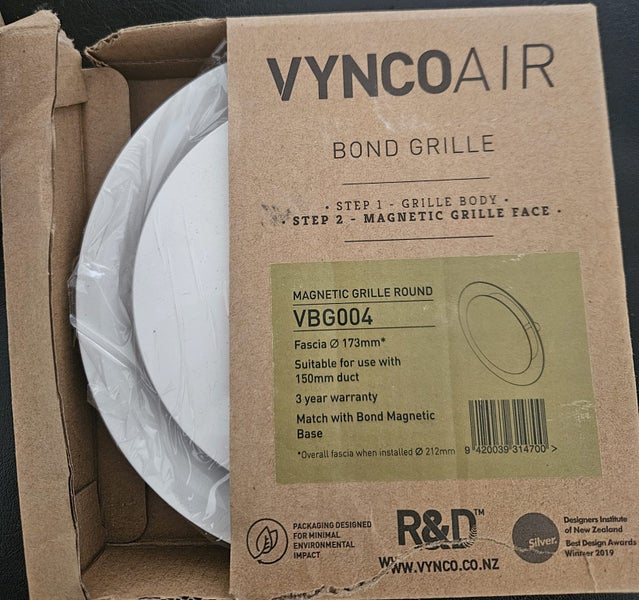 VYNCOAIR
BOND GRILLE
• STEP 1 - GRILLE BODY •
• STEP 2 - MAGNETIC GRILLE FACE •
MAGNETIC GRILLE ROUND
VBG004
Fascia Ø 173mm*
Suitable for use with
150mm duct
3 year warranty
Match with Bond Magnetic
Base
*Overall fascia when installed Ø 212mm
9 420039 314700 >
PACKAGING DESIGNED
FOR MINIMAL
ENVIRONMENTAL
IMPACT
R&D™
WWW.VYNCO.CO.NZ
Silver.
Designers Institute
of New Zealand
Best Design Awards
Winner 2019